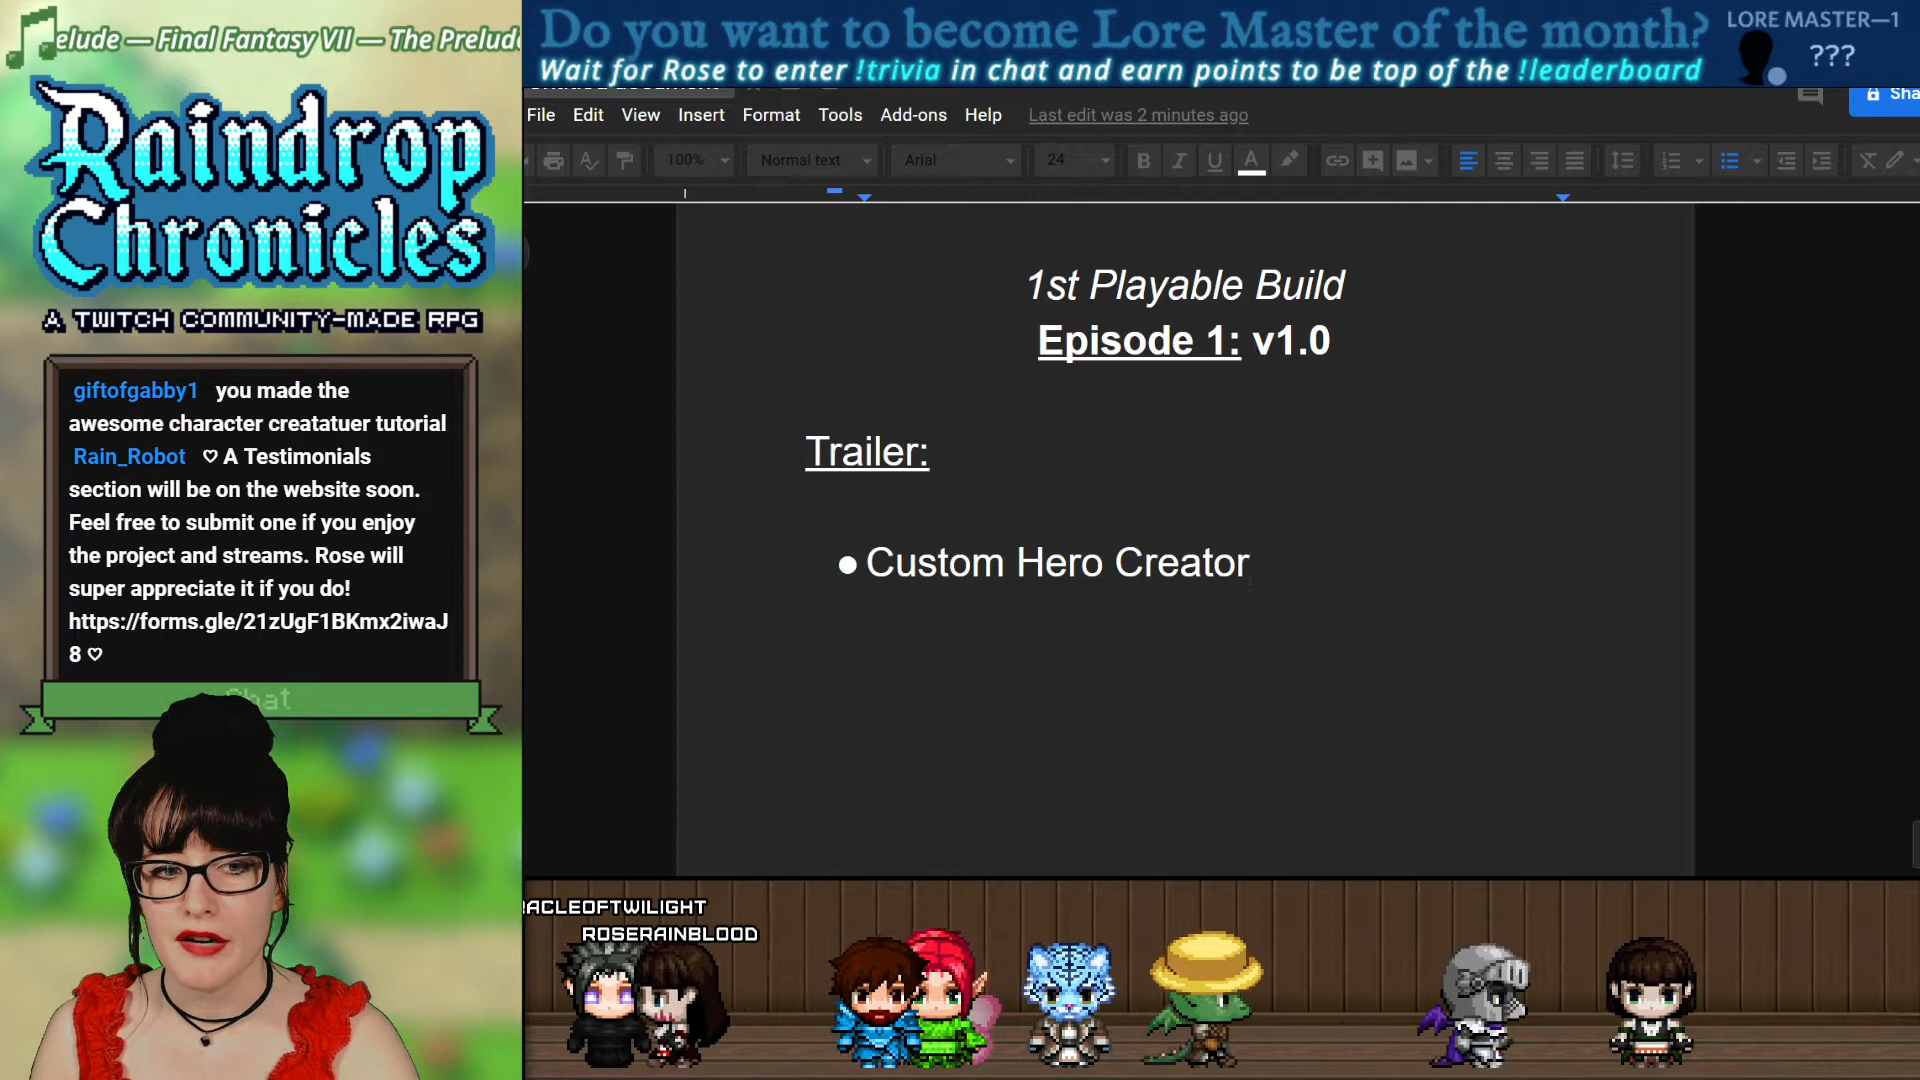 elude — Final Fantasy VII — The Prelud
Raindrop
Chronicles
A TWITCH COMMUNITY-MADE RPG
giftofgabby1 you made the
awesome character creatatuer tutorial
Rain_Robot ♡ A Testimonials
section will be on the website soon.
Feel free to submit one if you enjoy
the project and streams. Rose will
super appreciate it if you do!
https://forms.gle/21zUgF1BKmx2iwaJ
8 ♡
Chat
Do you want to become Lore Master of the month?
Wait for Rose to enter !trivia in chat and earn points to be top of the !leaderboard
LORE MASTER—1
???
File Edit View Insert Format Tools Add-ons Help Last edit was 2 minutes ago
Sha
100% Normal text Arial 24 B I U A
1st Playable Build
Episode 1: v1.0
Trailer:
● Custom Hero Creator
RACLEOFTWILIGHT
ROSERAINBLOOD